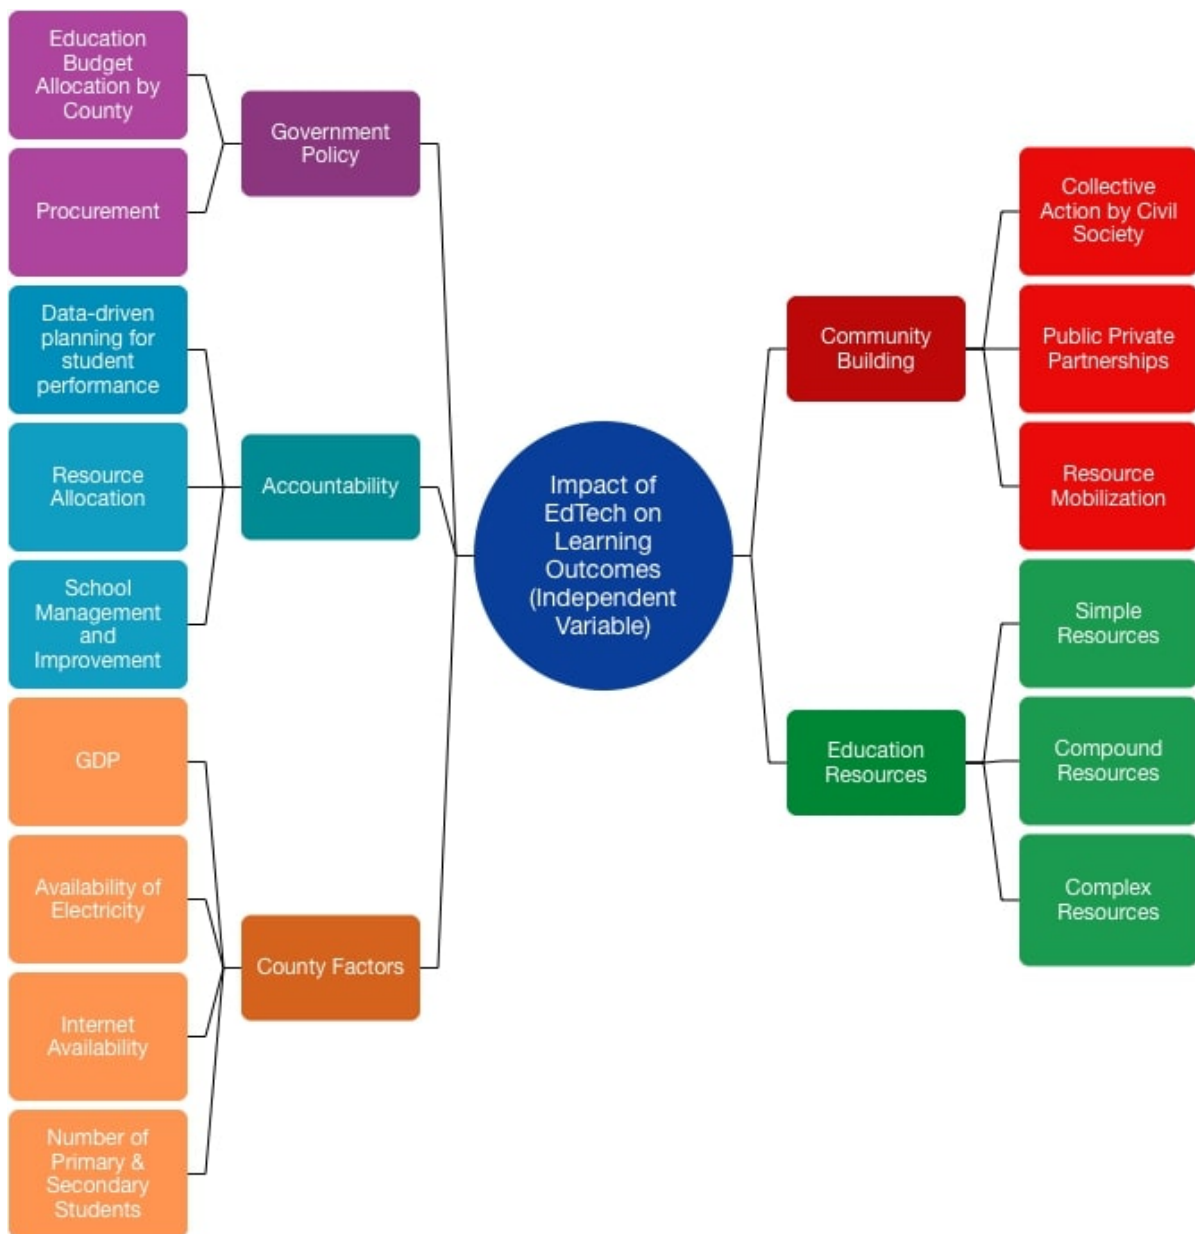 Education
Budget
Allocation by
County
Procurement
Government
Policy
Data-driven
planning for
student
performance
Resource
Allocation
School
Management
and
Improvement
Accountability
GDP
Availability of
Electricity
Internet
Availability
Number of
Primary &
Secondary
Students
County Factors
Impact of
EdTech on
Learning
Outcomes
(Independent
Variable)
Community
Building
Collective
Action by Civil
Society
Public Private
Partnerships
Resource
Mobilization
Education
Resources
Simple
Resources
Compound
Resources
Complex
Resources